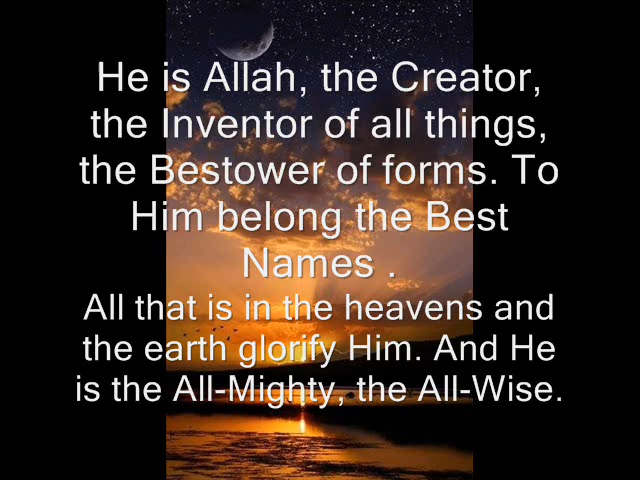 He is Allah, the Creator,
the Inventor of all things,
the Bestower of forms. To
Him belong the Best
Names .
All that is in the heavens and
the earth glorify Him. And He
is the All-Mighty, the All-Wise.